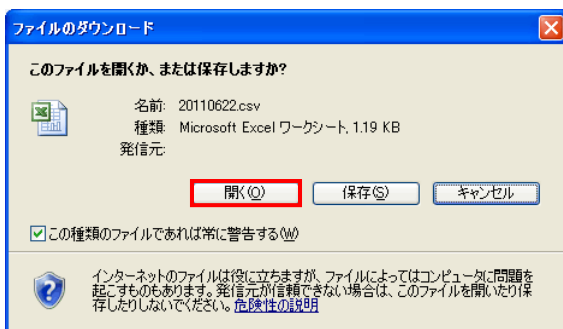 ファイルのダウンロード
このファイルを開くか、または保存しますか?
名前: 20110622.csv
種類: Microsoft Excel ワークシート, 1.19 KB
発信元:
開く(O) 保存(S) キャンセル
この種類のファイルであれば常に警告する(W)
インターネットのファイルは役に立ちますが、ファイルによってはコンピュータに問題を
起こすものもあります。発信元が信頼できない場合は、このファイルを開いたり保
存したりしないでください。危険性の説明